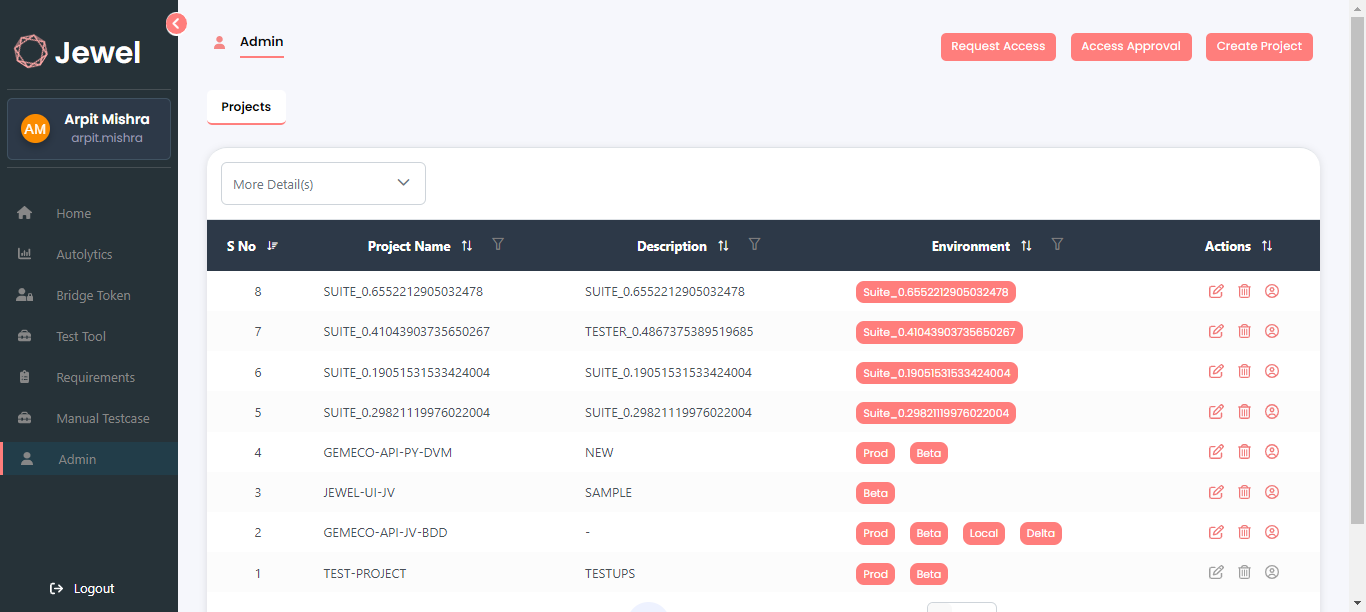 Jewel
AM
Arpit Mishra
arpit.mishra
Home
Autolytics
Bridge Token
Test Tool
Requirements
Manual Testcase
Admin
Logout
Admin
Request Access
Access Approval
Create Project
Projects
More Detail(s)
S No Project Name Description Environment Actions
8 SUITE_0.6552212905032478 SUITE_0.6552212905032478 Suite_0.6552212905032478
7 SUITE_0.41043903735650267 TESTER_0.4867375389519685 Suite_0.41043903735650267
6 SUITE_0.19051531533424004 SUITE_0.19051531533424004 Suite_0.19051531533424004
5 SUITE_0.29821119976022004 SUITE_0.29821119976022004 Suite_0.29821119976022004
4 GEMECO-API-PY-DVM NEW Prod Beta
3 JEWEL-UI-JV SAMPLE Beta
2 GEMECO-API-JV-BDD - Prod Beta Local Delta
1 TEST-PROJECT TESTUPS Prod Beta